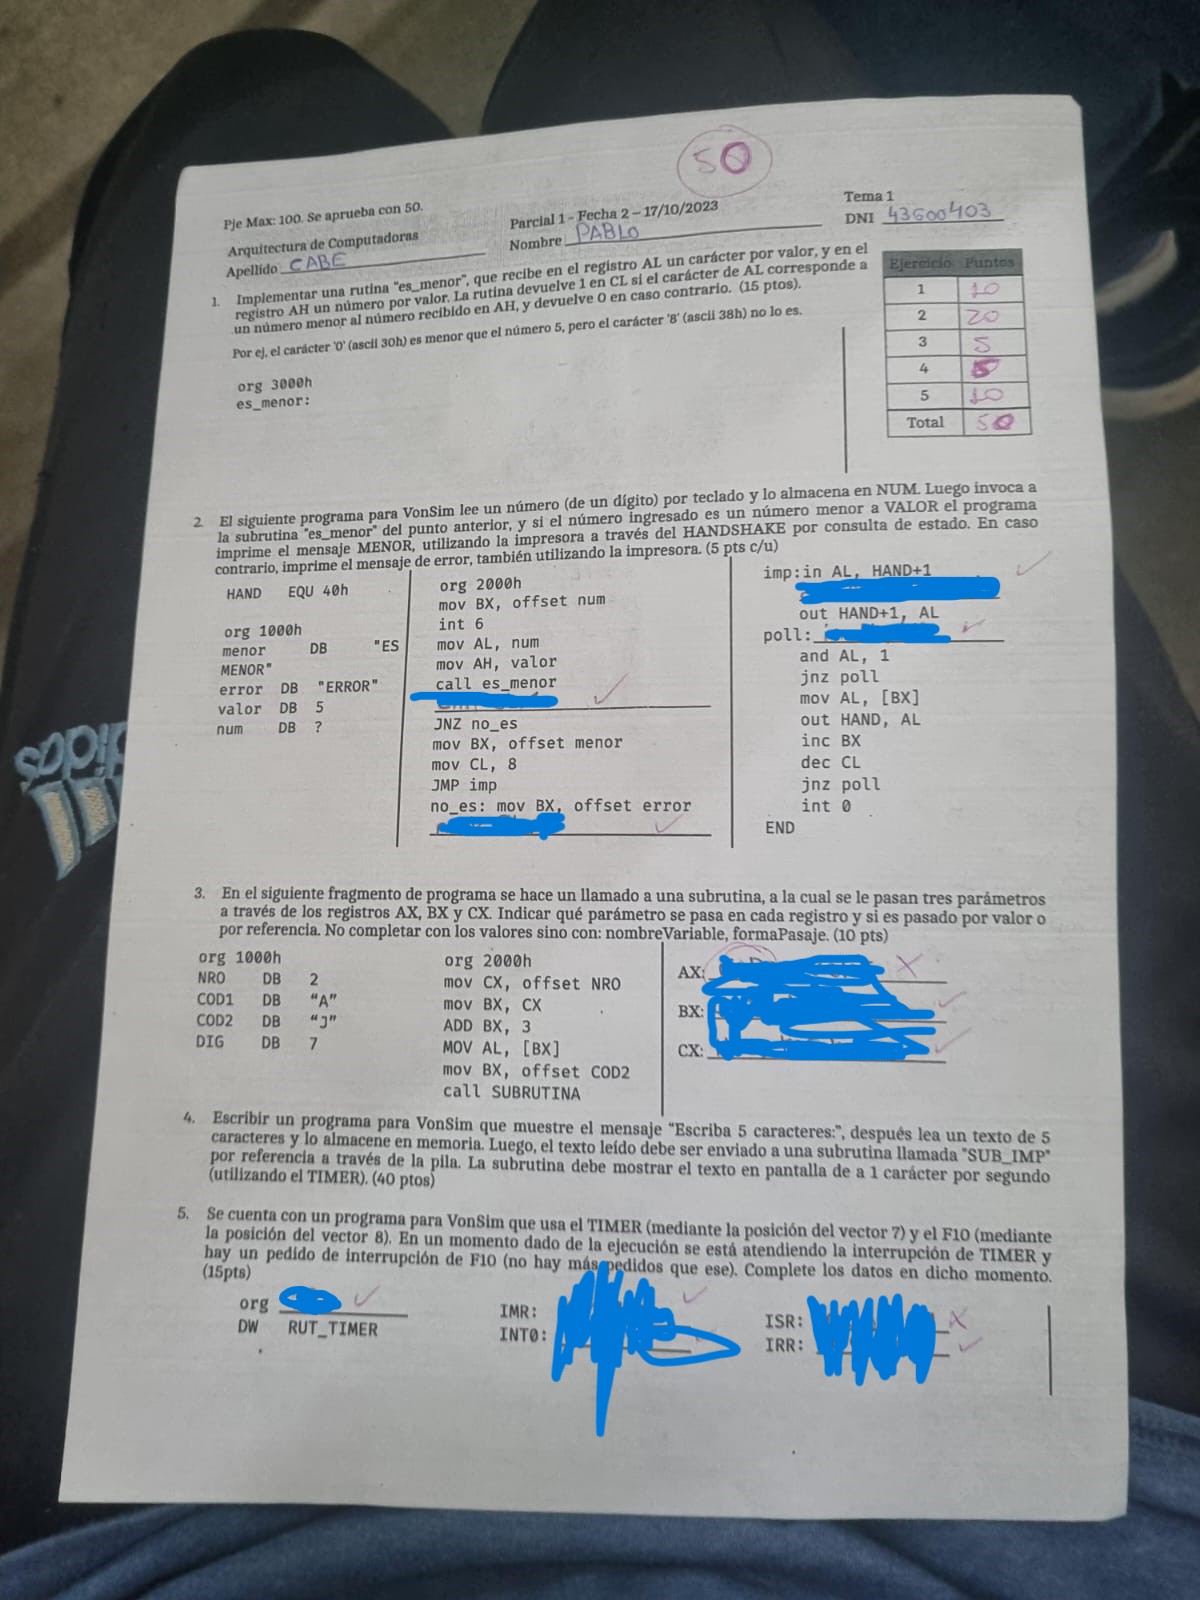 50
Pje Max: 100. Se aprueba con 50.
Parcial 1 - Fecha 2 – 17/10/2023
Tema 1
Arquitectura de Computadoras
Apellido CABE
Nombre PABLO
DNI 43600403
Ejercicio Puntos
1 10
2 20
3 5
4 5
5 10
Total 50
1. Implementar una rutina "es_menor", que recibe en el registro AL un carácter por valor, y en el
registro AH un número por valor. La rutina devuelve 1 en CL si el carácter de AL corresponde a
un número menor al número recibido en AH, y devuelve 0 en caso contrario. (15 ptos).
Por ej, el carácter '0' (ascii 30h) es menor que el número 5, pero el carácter '8' (ascii 38h) no lo es.
org 3000h
es_menor:
2. El siguiente programa para VonSim lee un número (de un dígito) por teclado y lo almacena en NUM. Luego invoca a
la subrutina "es_menor" del punto anterior, y si el número ingresado es un número menor a VALOR el programa
imprime el mensaje MENOR, utilizando la impresora a través del HANDSHAKE por consulta de estado. En caso
contrario, imprime el mensaje de error, también utilizando la impresora. (5 pts c/u)
HAND EQU 40h
org 1000h
menor DB "ES
MENOR"
error DB "ERROR"
valor DB 5
num DB ?
org 2000h
mov BX, offset num
int 6
mov AL, num
mov AH, valor
call es_menor
JNZ no_es
mov BX, offset menor
mov CL, 8
JMP imp
no_es: mov BX, offset error
imp:in AL, HAND+1
out HAND+1, AL
poll:
and AL, 1
jnz poll
mov AL, [BX]
out HAND, AL
inc BX
dec CL
jnz poll
int 0
END
3. En el siguiente fragmento de programa se hace un llamado a una subrutina, a la cual se le pasan tres parámetros
a través de los registros AX, BX y CX. Indicar qué parámetro se pasa en cada registro y si es pasado por valor o
por referencia. No completar con los valores sino con: nombreVariable, formaPasaje. (10 pts)
org 1000h
NRO DB 2
COD1 DB "A"
COD2 DB "J"
DIG DB 7
org 2000h
mov CX, offset NRO
mov BX, CX
ADD BX, 3
MOV AL, [BX]
mov BX, offset COD2
call SUBRUTINA
AX:
BX:
CX:
4. Escribir un programa para VonSim que muestre el mensaje "Escriba 5 caracteres:", después lea un texto de 5
caracteres y lo almacene en memoria. Luego, el texto leído debe ser enviado a una subrutina llamada "SUB_IMP"
por referencia a través de la pila. La subrutina debe mostrar el texto en pantalla de a 1 carácter por segundo
(utilizando el TIMER). (40 ptos)
5. Se cuenta con un programa para VonSim que usa el TIMER (mediante la posición del vector 7) y el F10 (mediante
la posición del vector 8). En un momento dado de la ejecución se está atendiendo la interrupción de TIMER y
hay un pedido de interrupción de F10 (no hay más pedidos que ese). Complete los datos en dicho momento.
(15pts)
org
DW RUT_TIMER
IMR:
INT0:
ISR:
IRR: